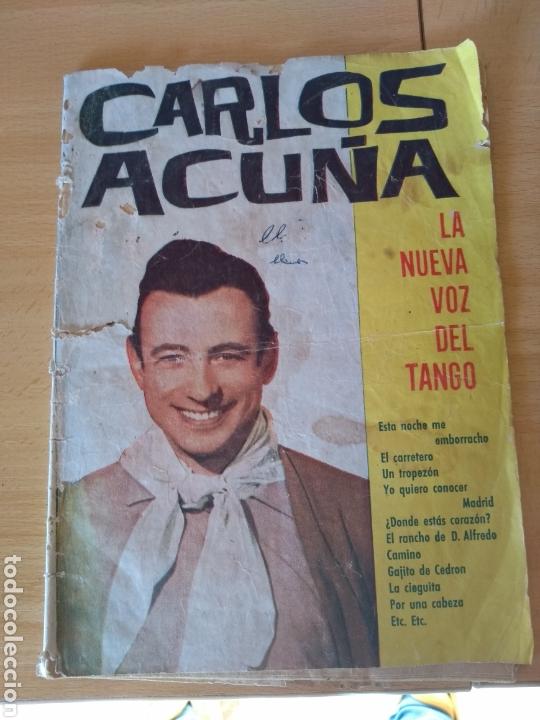 CARLOS
ACUÑA
LA
NUEVA
VOZ
DEL
TANGO
Esta noche me
emborracho
El carretero
Un tropezón
Yo quiero conocer
Madrid
¿Donde estás corazón?
El rancho de D. Alfredo
Camino
Gajito de Cedron
La cieguita
Por una cabeza
Etc. Etc.
todocoleccion